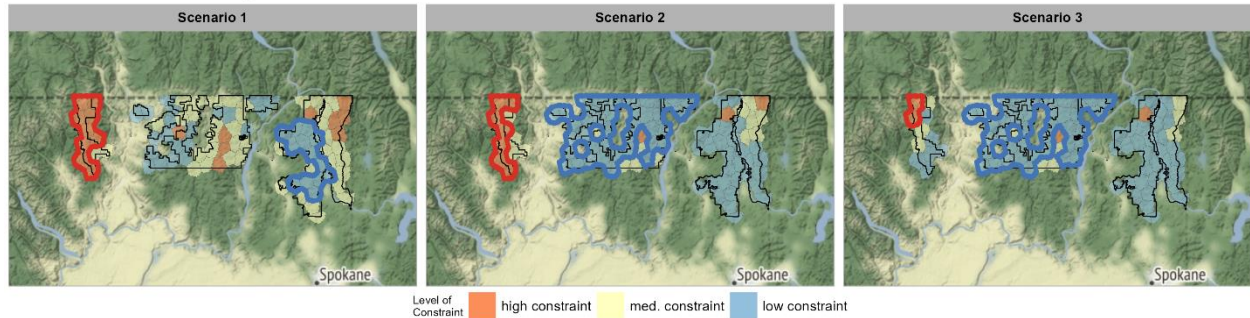 Scenario 1
Scenario 2
Scenario 3
Spokane
Spokane
Spokane
Level of
Constraint
high constraint
med. constraint
low constraint